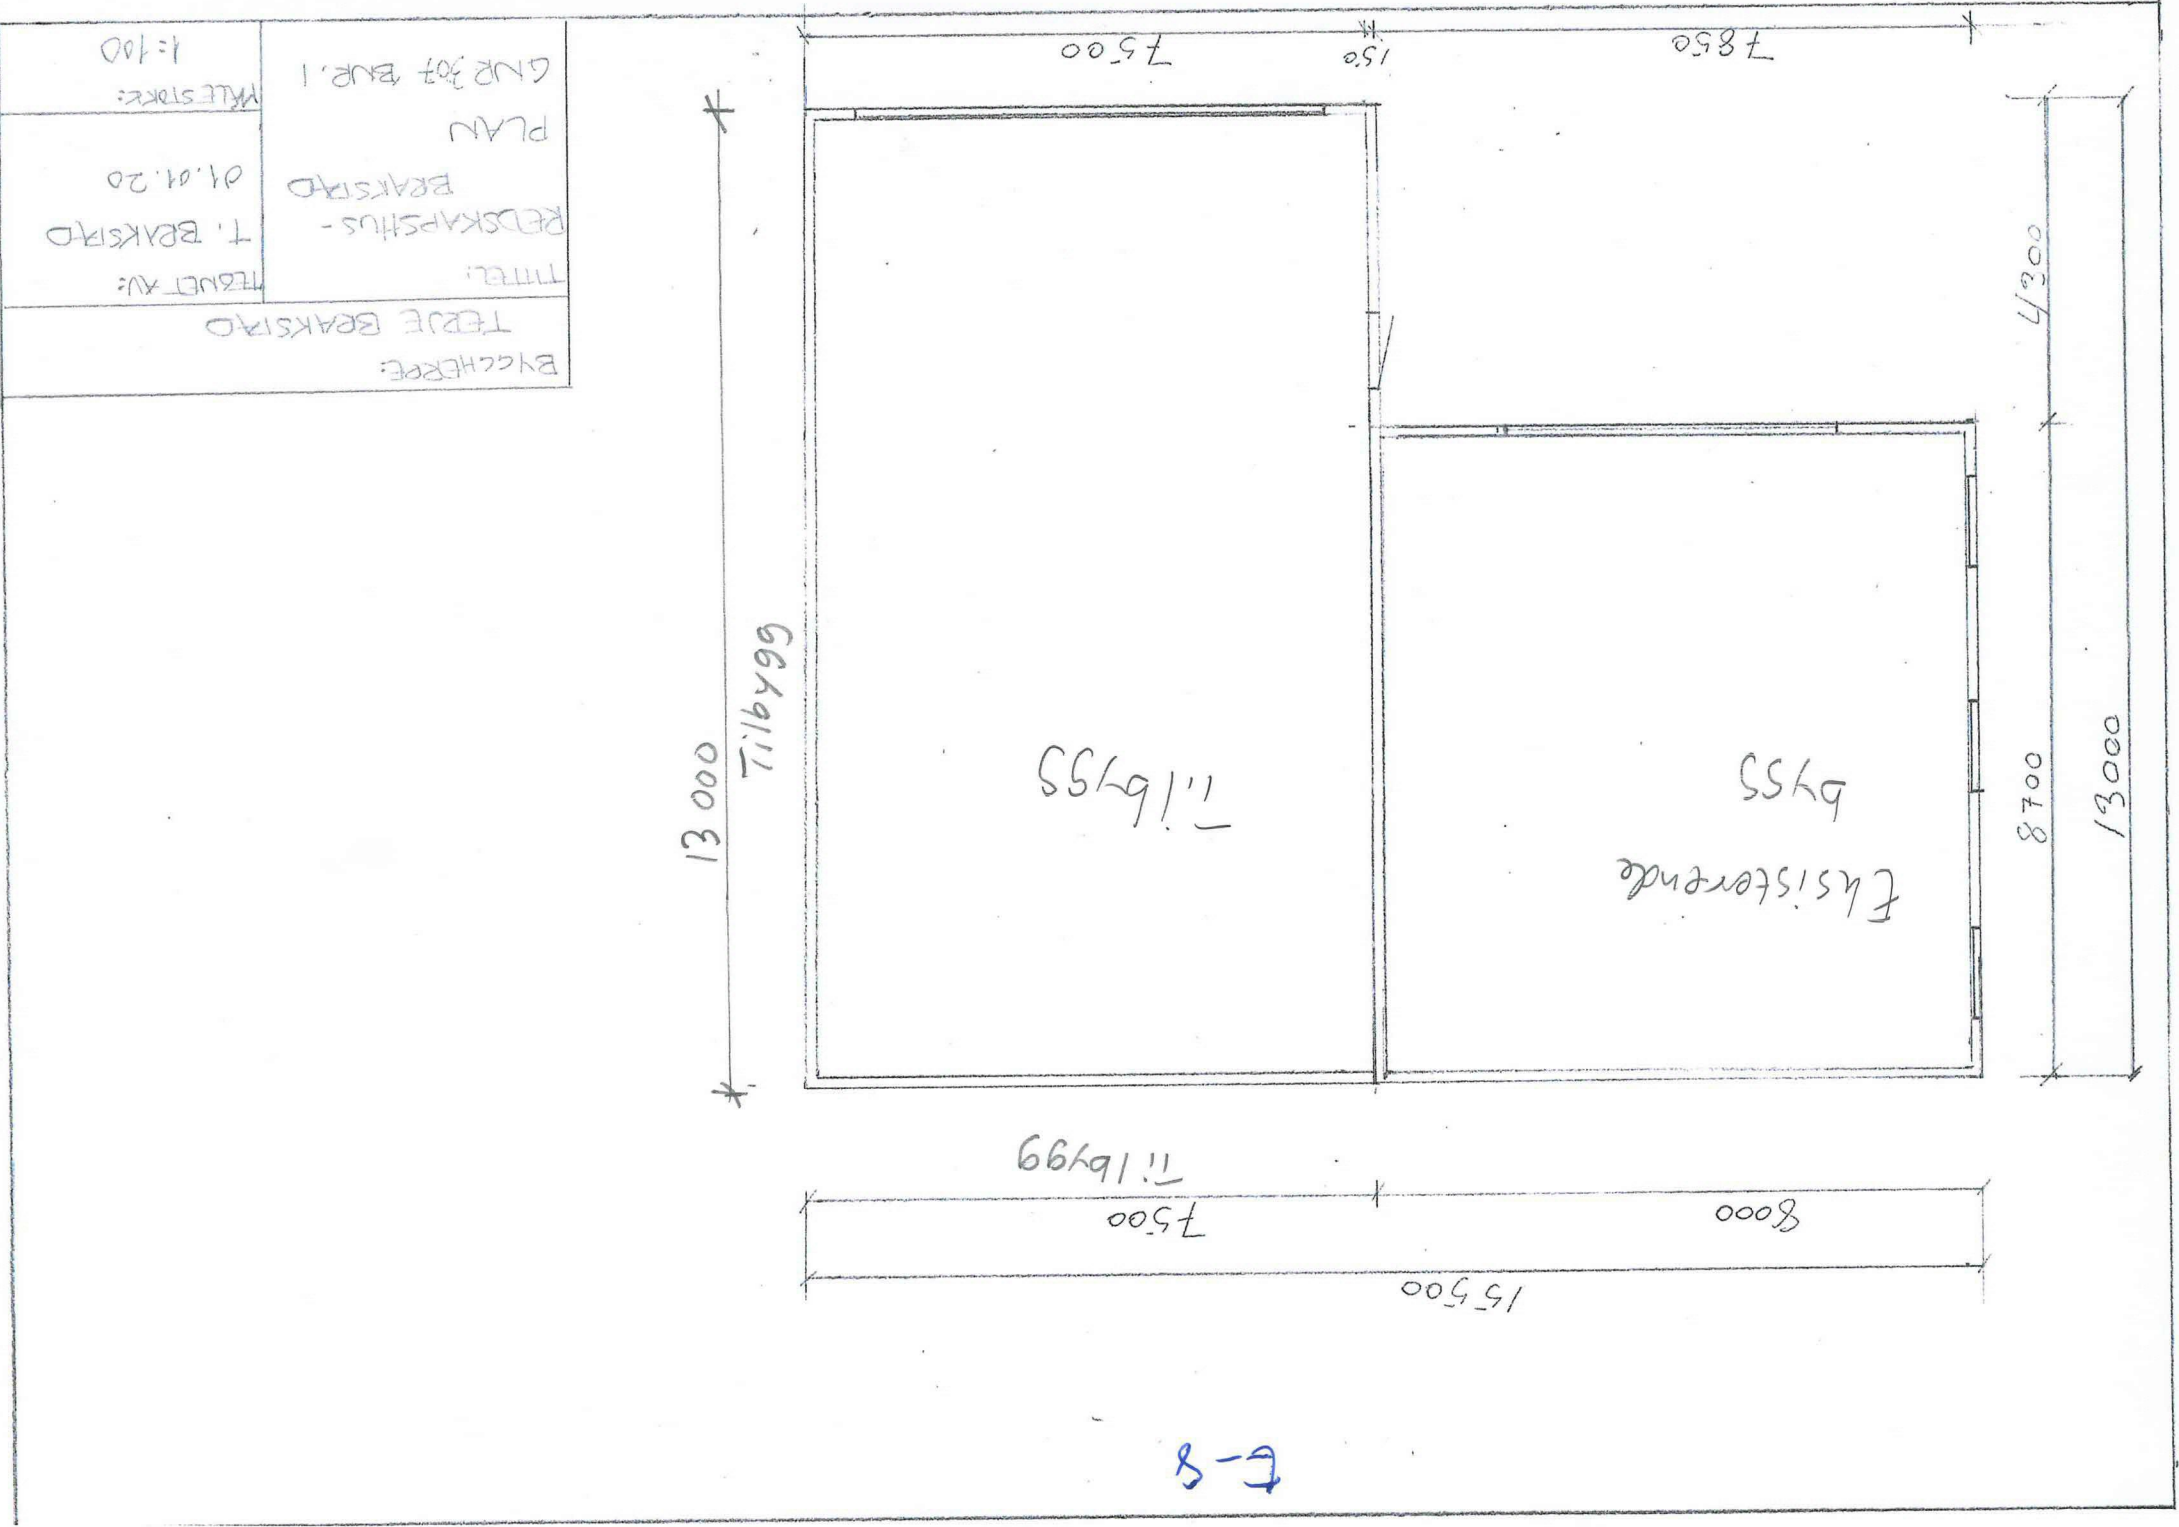 E-8
15500
8000
7500
Tilbygg
Eksisterende
bygg
Tilbygg
Tilbygg
13 000
8700
13000
4300
7850
150
7500
BYGGHERRE:
TERJE BRAKSTAD
TITTEL:
REDSKAPSHUS-
BRAKSTAD
PLAN
GNR 307 BNR. 1
TEGNET AV:
T. BRAKSTAD
01.01.20
MÅLESTOKK:
1:100